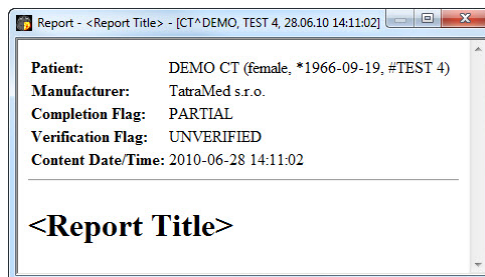 Report - <Report Title> - [CT^DEMO, TEST 4, 28.06.10 14:11:02]
Patient: DEMO CT (female, *1966-09-19, #TEST 4)
Manufacturer: TatraMed s.r.o.
Completion Flag: PARTIAL
Verification Flag: UNVERIFIED
Content Date/Time: 2010-06-28 14:11:02
<Report Title>